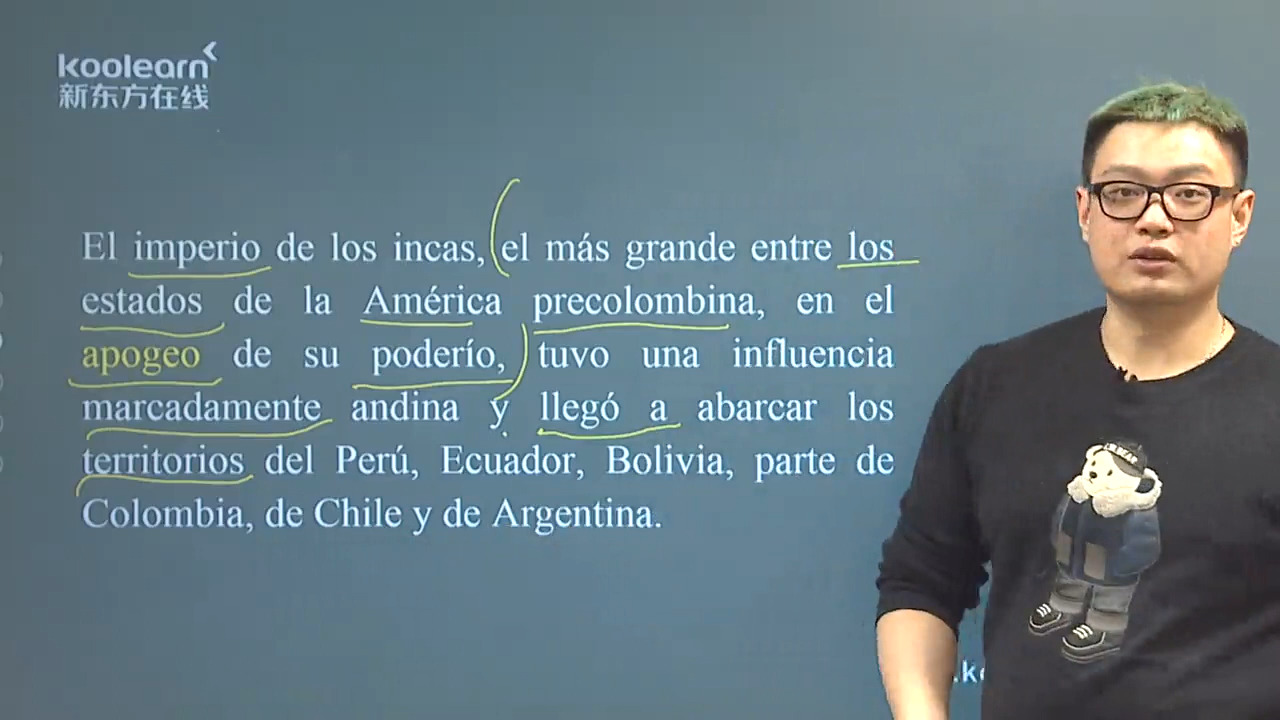 koolearn
新东方在线
El imperio de los incas, el más grande entre los
estados de la América precolombina, en el
apogeo de su poderío, tuvo una influencia
marcadamente andina y llegó a abarcar los
territorios del Perú, Ecuador, Bolivia, parte de
Colombia, de Chile y de Argentina.